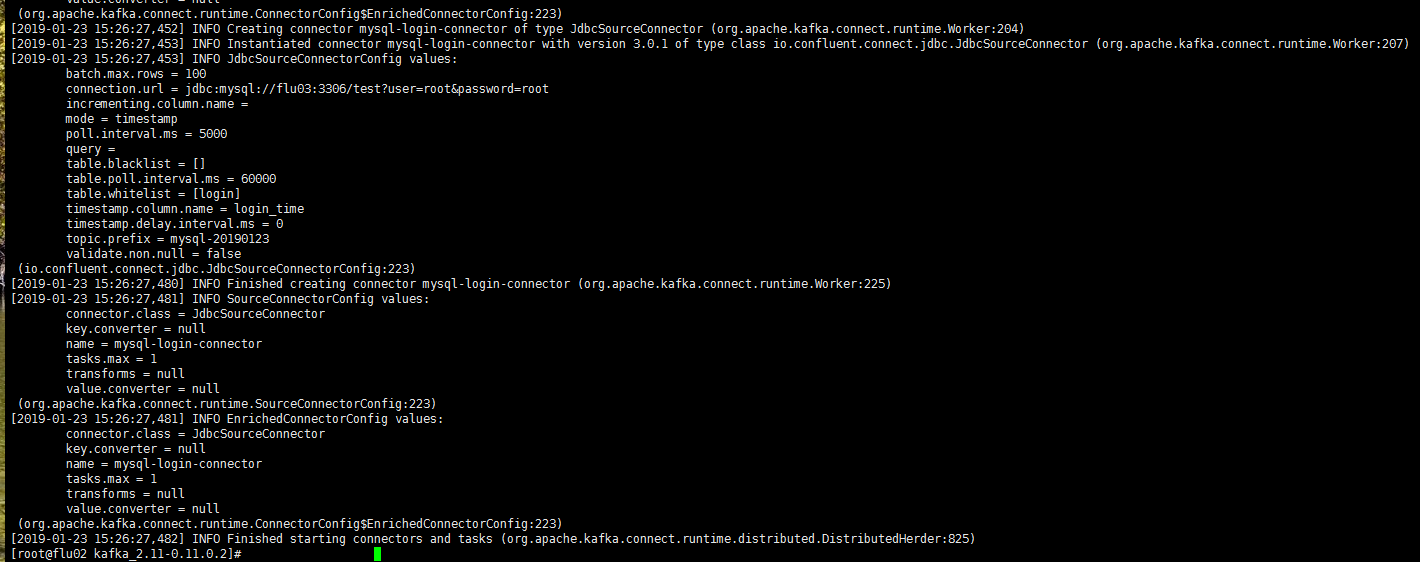 value.converter = null
(org.apache.kafka.connect.runtime.ConnectorConfig$EnrichedConnectorConfig:223)
[2019-01-23 15:26:27,452] INFO Creating connector mysql-login-connector of type JdbcSourceConnector (org.apache.kafka.connect.runtime.Worker:204)
[2019-01-23 15:26:27,453] INFO Instantiated connector mysql-login-connector with version 3.0.1 of type class io.confluent.connect.jdbc.JdbcSourceConnector (org.apache.kafka.connect.runtime.Worker:207)
[2019-01-23 15:26:27,453] INFO JdbcSourceConnectorConfig values:
batch.max.rows = 100
connection.url = jdbc:mysql://flu03:3306/test?user=root&password=root
incrementing.column.name =
mode = timestamp
poll.interval.ms = 5000
query =
table.blacklist = []
table.poll.interval.ms = 60000
table.whitelist = [login]
timestamp.column.name = login_time
timestamp.delay.interval.ms = 0
topic.prefix = mysql-20190123
validate.non.null = false
(io.confluent.connect.jdbc.JdbcSourceConnectorConfig:223)
[2019-01-23 15:26:27,480] INFO Finished creating connector mysql-login-connector (org.apache.kafka.connect.runtime.Worker:225)
[2019-01-23 15:26:27,481] INFO SourceConnectorConfig values:
connector.class = JdbcSourceConnector
key.converter = null
name = mysql-login-connector
tasks.max = 1
transforms = null
value.converter = null
(org.apache.kafka.connect.runtime.SourceConnectorConfig:223)
[2019-01-23 15:26:27,481] INFO EnrichedConnectorConfig values:
connector.class = JdbcSourceConnector
key.converter = null
name = mysql-login-connector
tasks.max = 1
transforms = null
value.converter = null
(org.apache.kafka.connect.runtime.ConnectorConfig$EnrichedConnectorConfig:223)
[2019-01-23 15:26:27,482] INFO Finished starting connectors and tasks (org.apache.kafka.connect.runtime.distributed.DistributedHerder:825)
[root@flu02 kafka_2.11-0.11.0.2]#